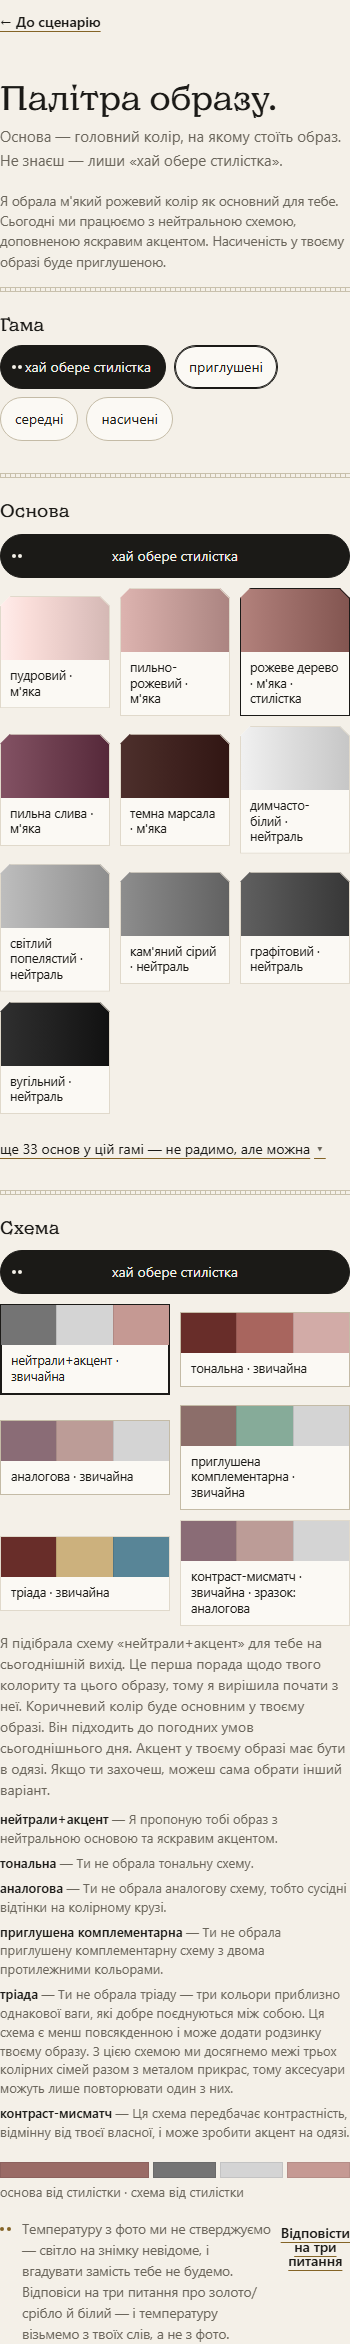 ← До сценарію
Палітра образу.
Основа — головний колір, на якому стоїть образ.
Не знаєш — лиши «хай обере стилістка».
Я обрала м'який рожевий колір як основний для тебе.
Сьогодні ми працюємо з нейтральною схемою,
доповненою яскравим акцентом. Насиченість у твоєму
образі буде приглушеною.
Гама
хай обере стилістка
приглушені
середні
насичені
Основа
хай обере стилістка
пудровий ·
м'яка
пильно-
рожевий ·
м'яка
рожеве дерево
· м'яка ·
стилістка
пильна слива ·
м'яка
темна марсала
· м'яка
димчасто-
білий ·
нейтраль
світлий
попелястий ·
нейтраль
кам'яний сірий
· нейтраль
графітовий ·
нейтраль
вугільний ·
нейтраль
ще 33 основ у цій гамі — не радимо, але можна ▾
Схема
хай обере стилістка
нейтрали+акцент ·
звичайна
тональна · звичайна
аналогова · звичайна
приглушена
комплементарна ·
звичайна
тріада · звичайна
контраст-мисматч ·
звичайна · зразок:
аналогова
Я підібрала схему «нейтрали+акцент» для тебе на
сьогоднішній вихід. Це перша порада щодо твого
колориту та цього образу, тому я вирішила почати з
неї. Коричневий колір буде основним у твоєму
образі. Він підходить до погодних умов
сьогоднішнього дня. Акцент у твоєму образі має бути
в одязі. Якщо ти захочеш, можеш сама обрати інший
варіант.
нейтрали+акцент — Я пропоную тобі образ з
нейтральною основою та яскравим акцентом.
тональна — Ти не обрала тональну схему.
аналогова — Ти не обрала аналогову схему, тобто сусідні
відтінки на колірному крузі.
приглушена комплементарна — Ти не обрала
приглушену комплементарну схему з двома
протилежними кольорами.
тріада — Ти не обрала тріаду — три кольори приблизно
однакової ваги, які добре поєднуються між собою. Ця
схема є менш повсякденною і може додати родзинку
твоєму образу. З цією схемою ми досягнемо межі трьох
колірних сімей разом з металом прикрас, тому аксесуари
можуть лише повторювати один з них.
контраст-мисматч — Ця схема передбачає контрастність,
відмінну від твоєї власної, і може зробити акцент на одязі.
основа від стилістки · схема від стилістки
Температуру з фото ми не стверджуємо
— світло на знімку невідоме, і
вгадувати замість тебе не будемо.
Відповіси на три питання про золото/
срібло й білий — і температуру
візьмемо з твоїх слів, а не з фото.
Відповісти
на три
питання